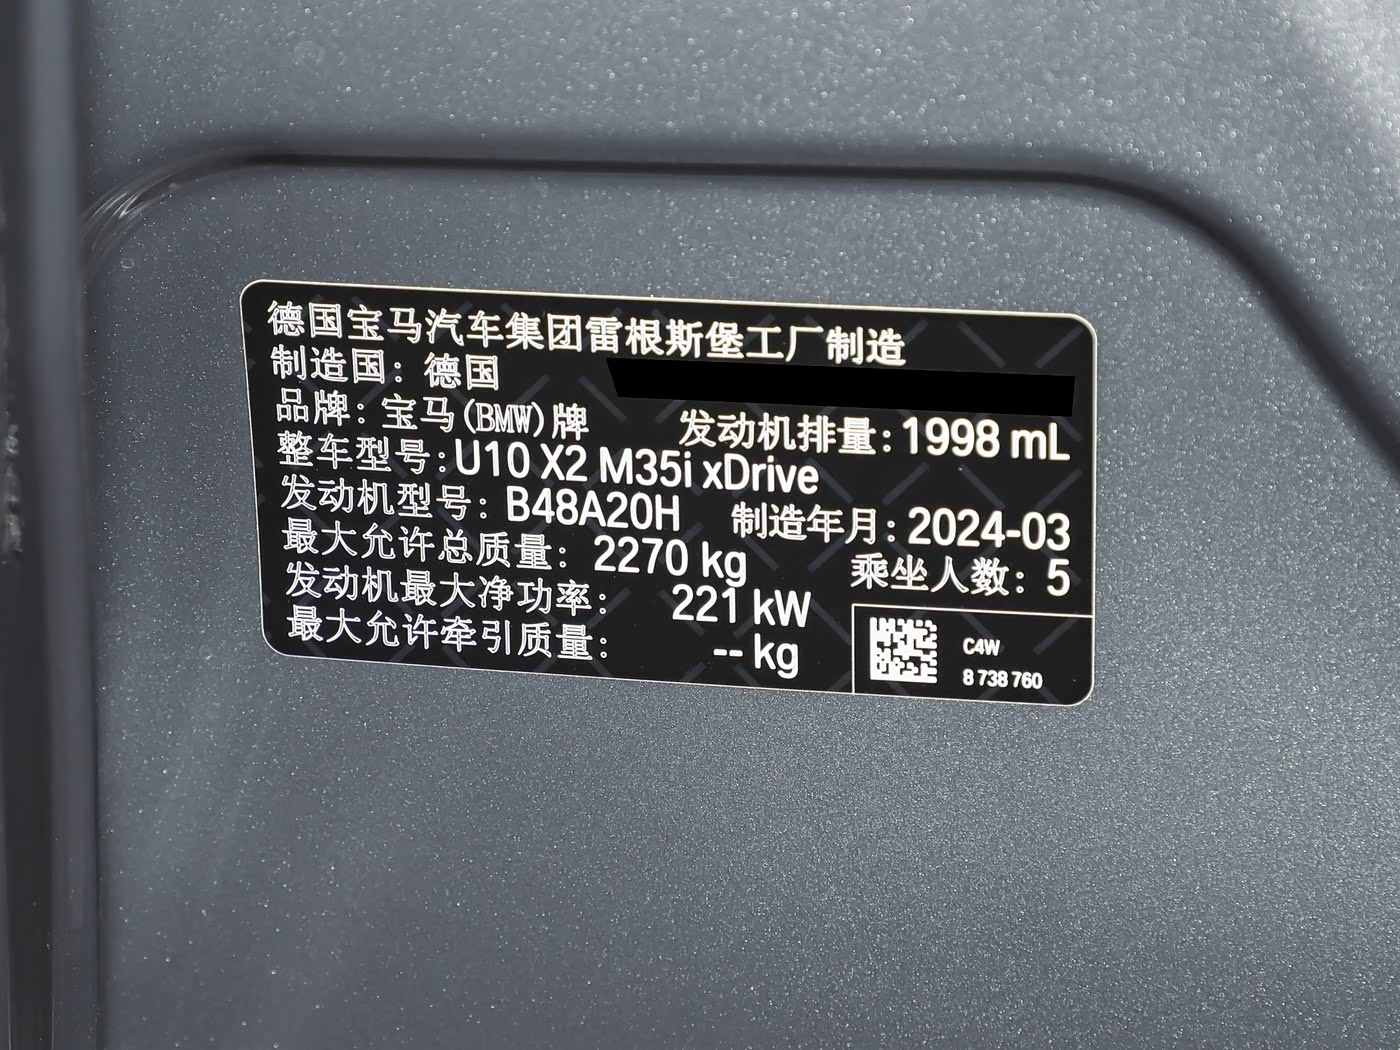 德国宝马汽车集团雷根斯堡工厂制造
制造国：德国
品牌：宝马(BMW)牌 发动机排量：1998 mL
整车型号：U10 X2 M35i xDrive
发动机型号：B48A20H 制造年月：2024-03
最大允许总质量：2270 kg 乘坐人数：5
发动机最大净功率：221 kW
最大允许牵引质量：-- kg
C4W
8 738 760